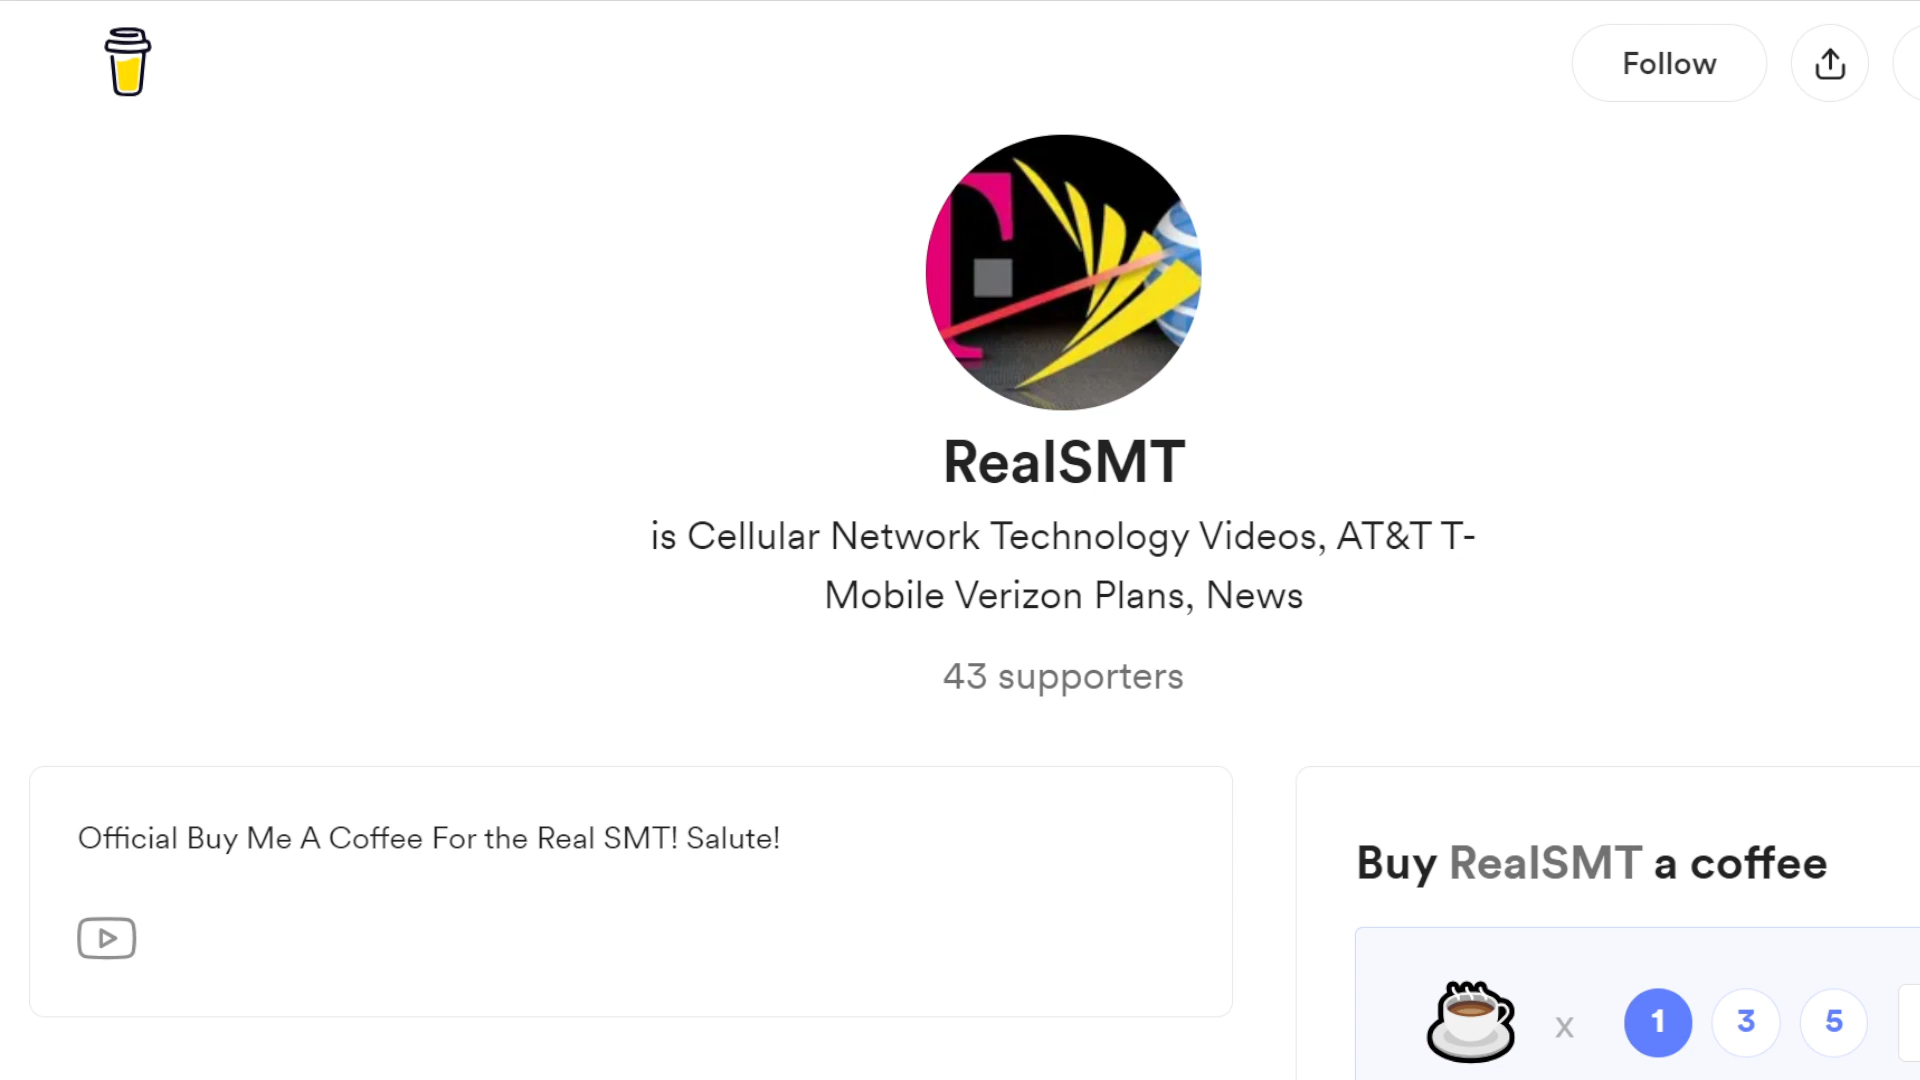 Follow
RealSMT
is Cellular Network Technology Videos, AT&T T-
Mobile Verizon Plans, News
43 supporters
Official Buy Me A Coffee For the Real SMT! Salute!
Buy RealSMT a coffee
x 1 3 5